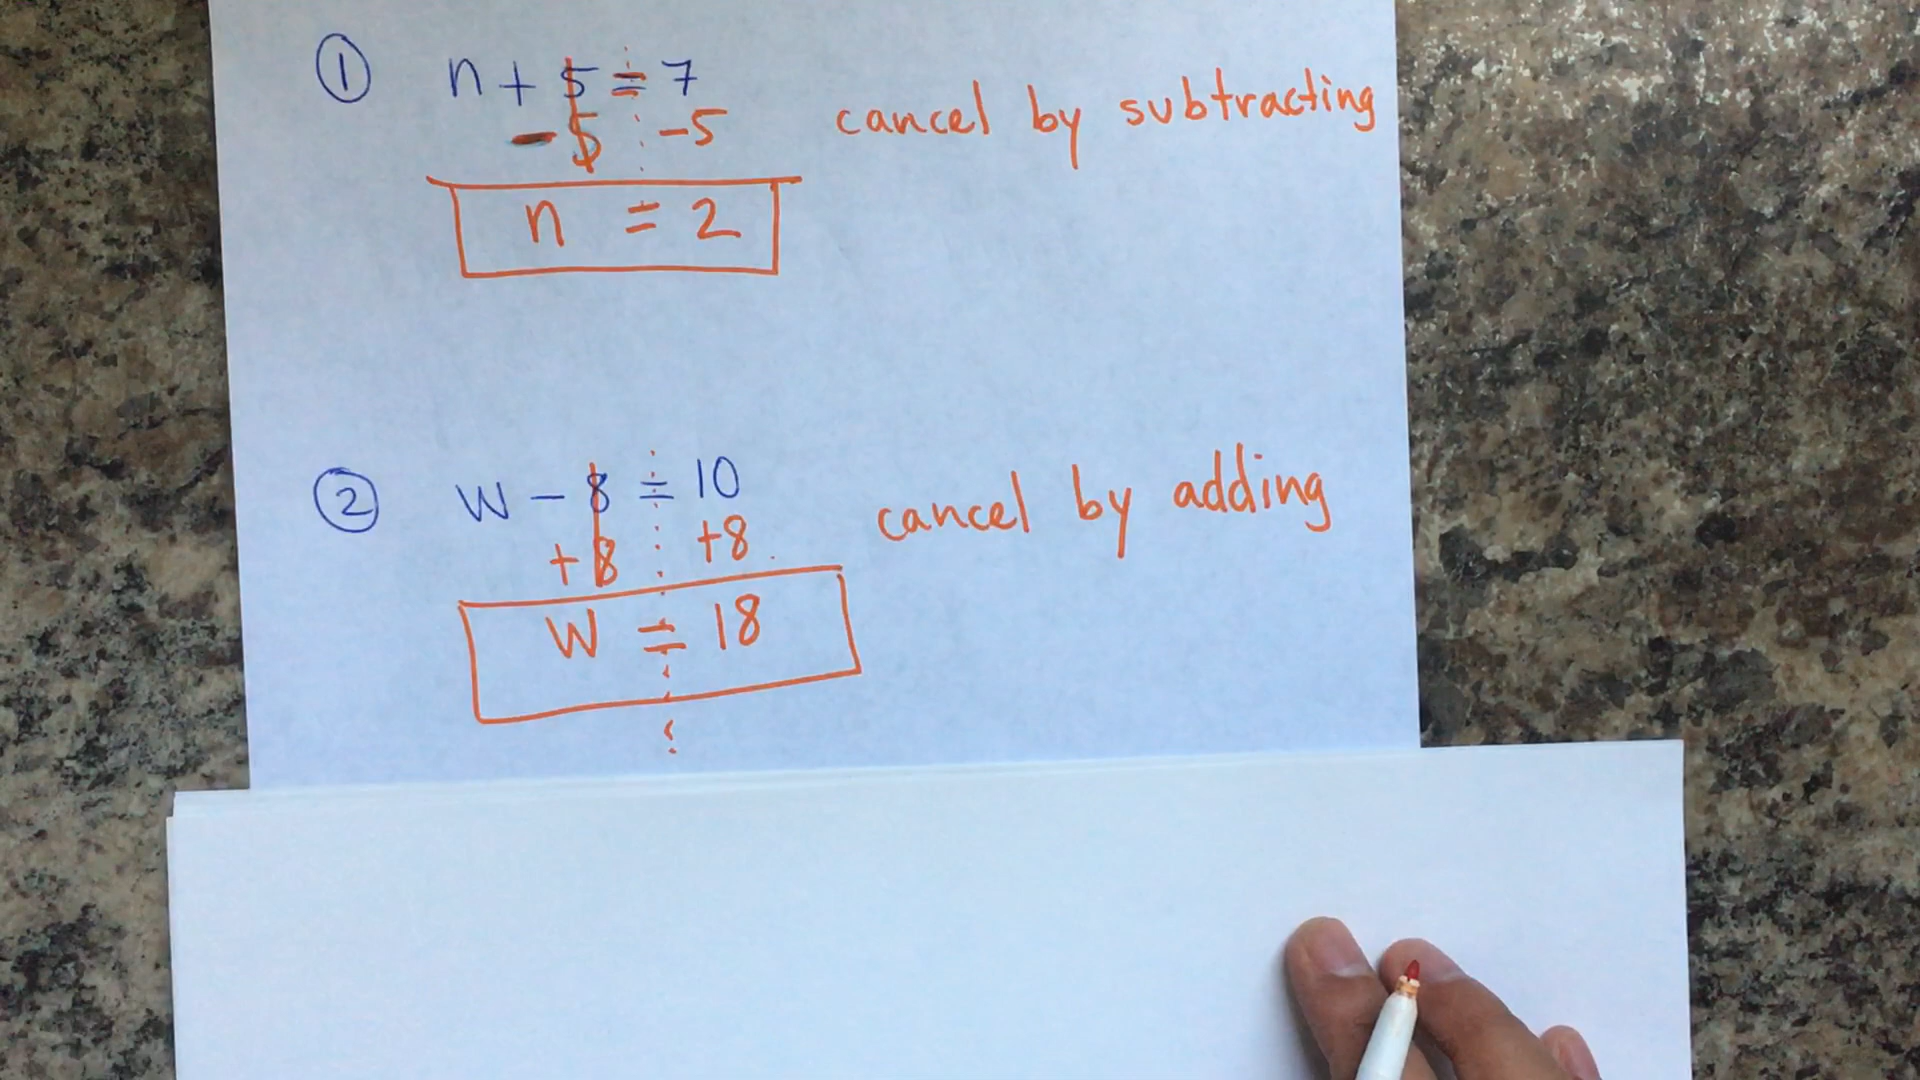 ① n + 5 = 7
- 5 -5
cancel by subtracting
n = 2
② w - 8 = 10
+ 8 +8
cancel by adding
w = 18